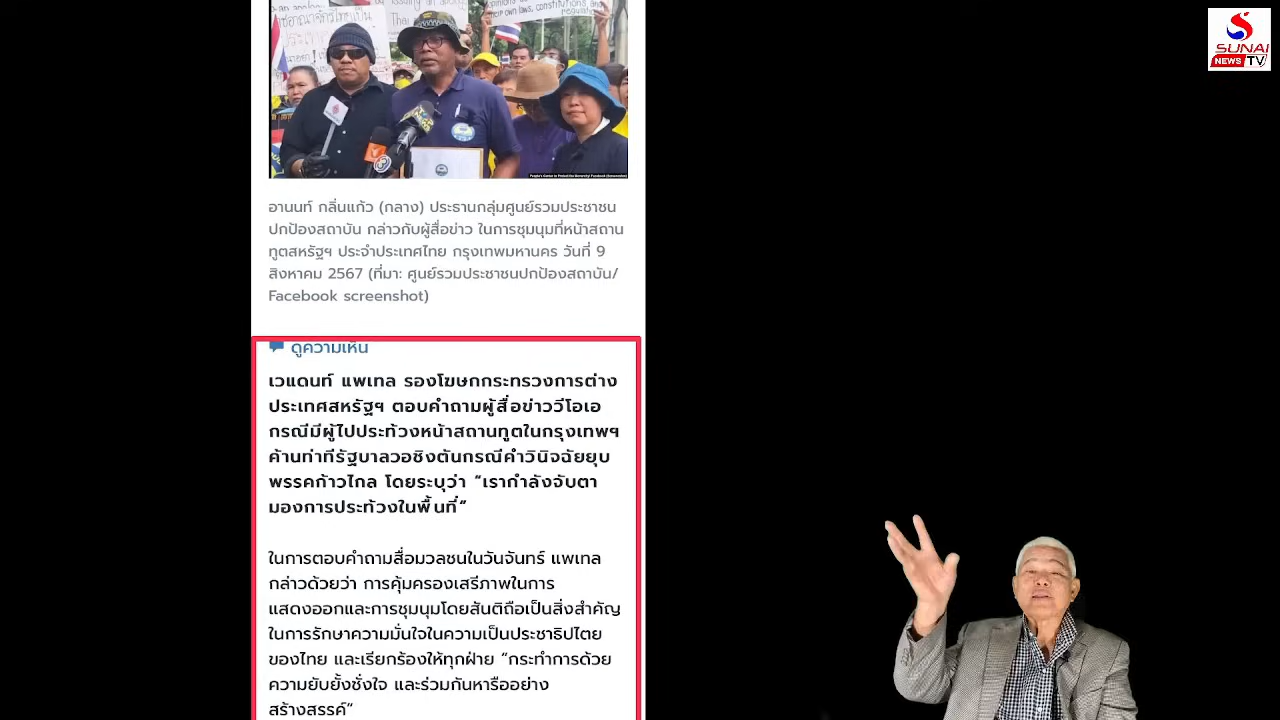 opinions as
their own laws, constitutions, and
SUNAI
NEWS TV
People's Center to Protect the Monarchy/ Facebook (Screenshot)
อานนท์ กลิ่นแก้ว (กลาง) ประธานกลุ่มศูนย์รวมประชาชน
ปกป้องสถาบัน กล่าวกับผู้สื่อข่าว ในการชุมนุมที่หน้าสถาน
ทูตสหรัฐฯ ประจำประเทศไทย กรุงเทพมหานคร วันที่ 9
สิงหาคม 2567 (ที่มา: ศูนย์รวมประชาชนปกป้องสถาบัน/
Facebook screenshot)
ดูความเห็น
เวแดนท์ แพเทล รองโฆษกกระทรวงการต่าง
ประเทศสหรัฐฯ ตอบคำถามผู้สื่อข่าววีโอเอ
กรณีมีผู้ไปประท้วงหน้าสถานทูตในกรุงเทพฯ
ค้านท่าทีรัฐบาลวอชิงตันกรณีคำวินิจฉัยยุบ
พรรคก้าวไกล โดยระบุว่า “เรากำลังจับตา
มองการประท้วงในพื้นที่”
ในการตอบคำถามสื่อมวลชนในวันจันทร์ แพเทล
กล่าวด้วยว่า การคุ้มครองเสรีภาพในการ
แสดงออกและการชุมนุมโดยสันติถือเป็นสิ่งสำคัญ
ในการรักษาความมั่นใจในความเป็นประชาธิปไตย
ของไทย และเรียกร้องให้ทุกฝ่าย “กระทำการด้วย
ความยับยั้งชั่งใจ และร่วมกันหารืออย่าง
สร้างสรรค์”